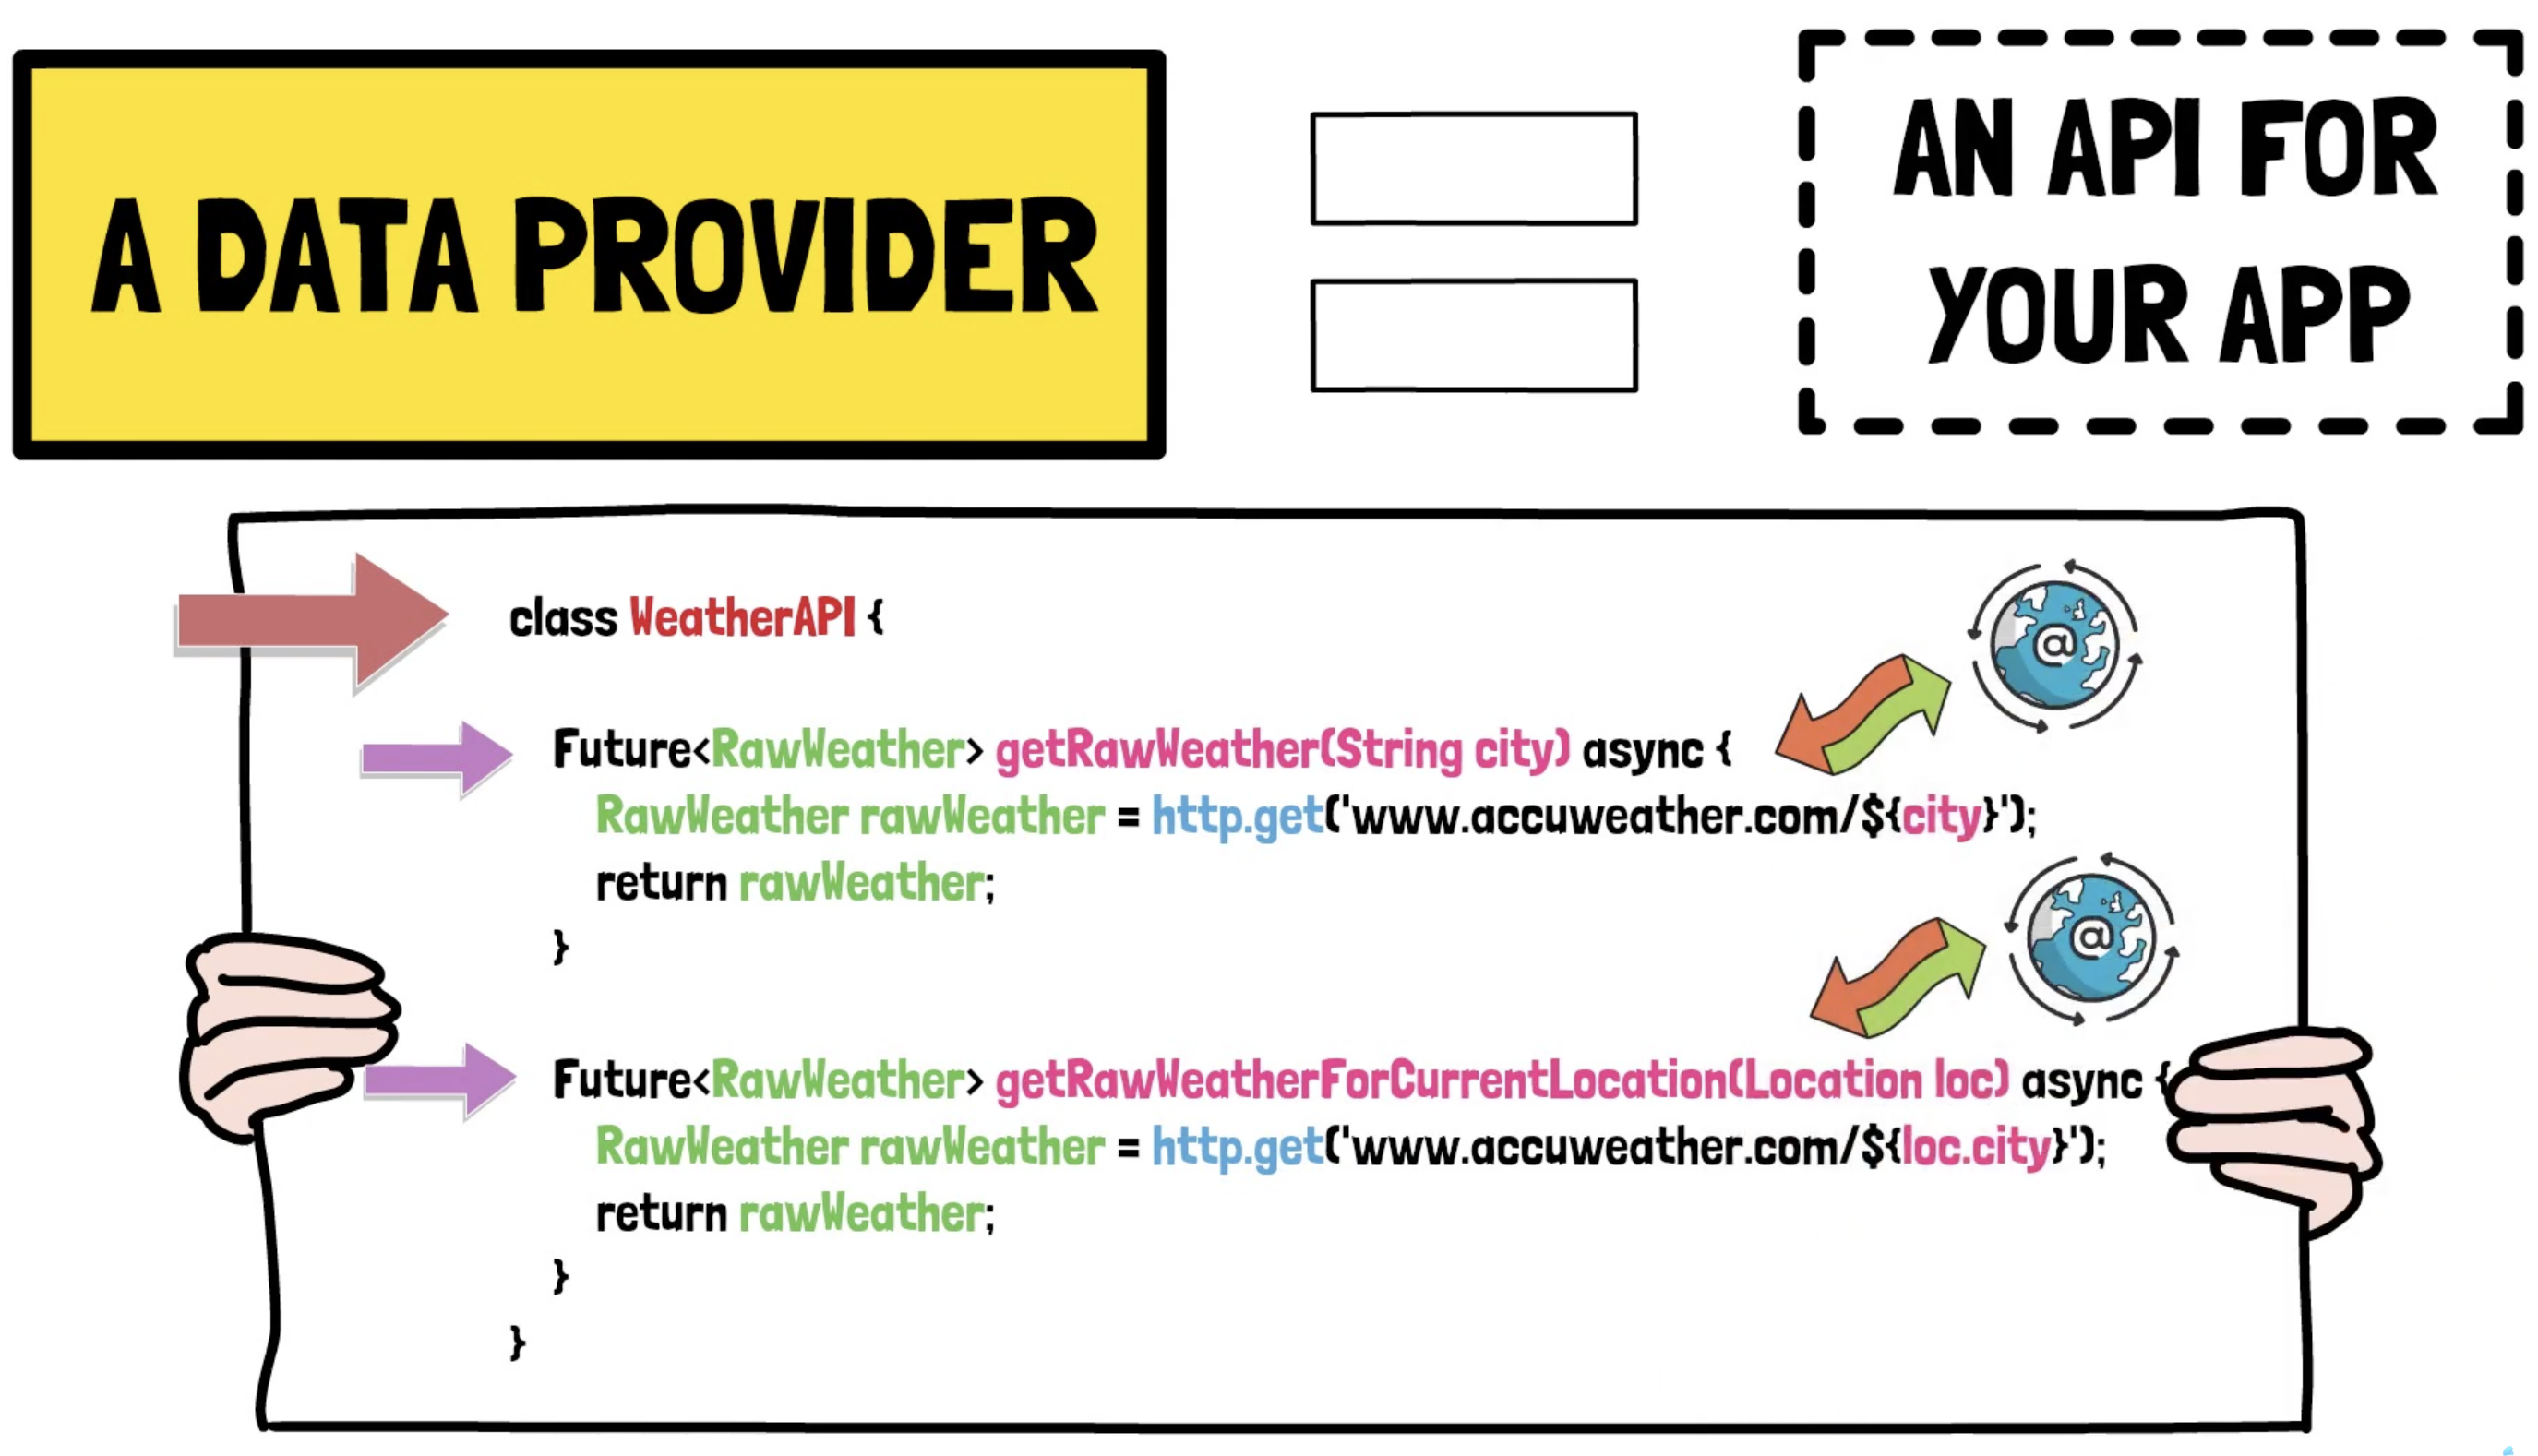 A DATA PROVIDER
AN API FOR
YOUR APP
class WeatherAPI {
@
Future<RawWeather> getRawWeather(String city) async {
RawWeather rawWeather = http.get('www.accuweather.com/${city}');
return rawWeather;
}
@
Future<RawWeather> getRawWeatherForCurrentLocation(Location loc) async {
RawWeather rawWeather = http.get('www.accuweather.com/${loc.city}');
return rawWeather;
}
}